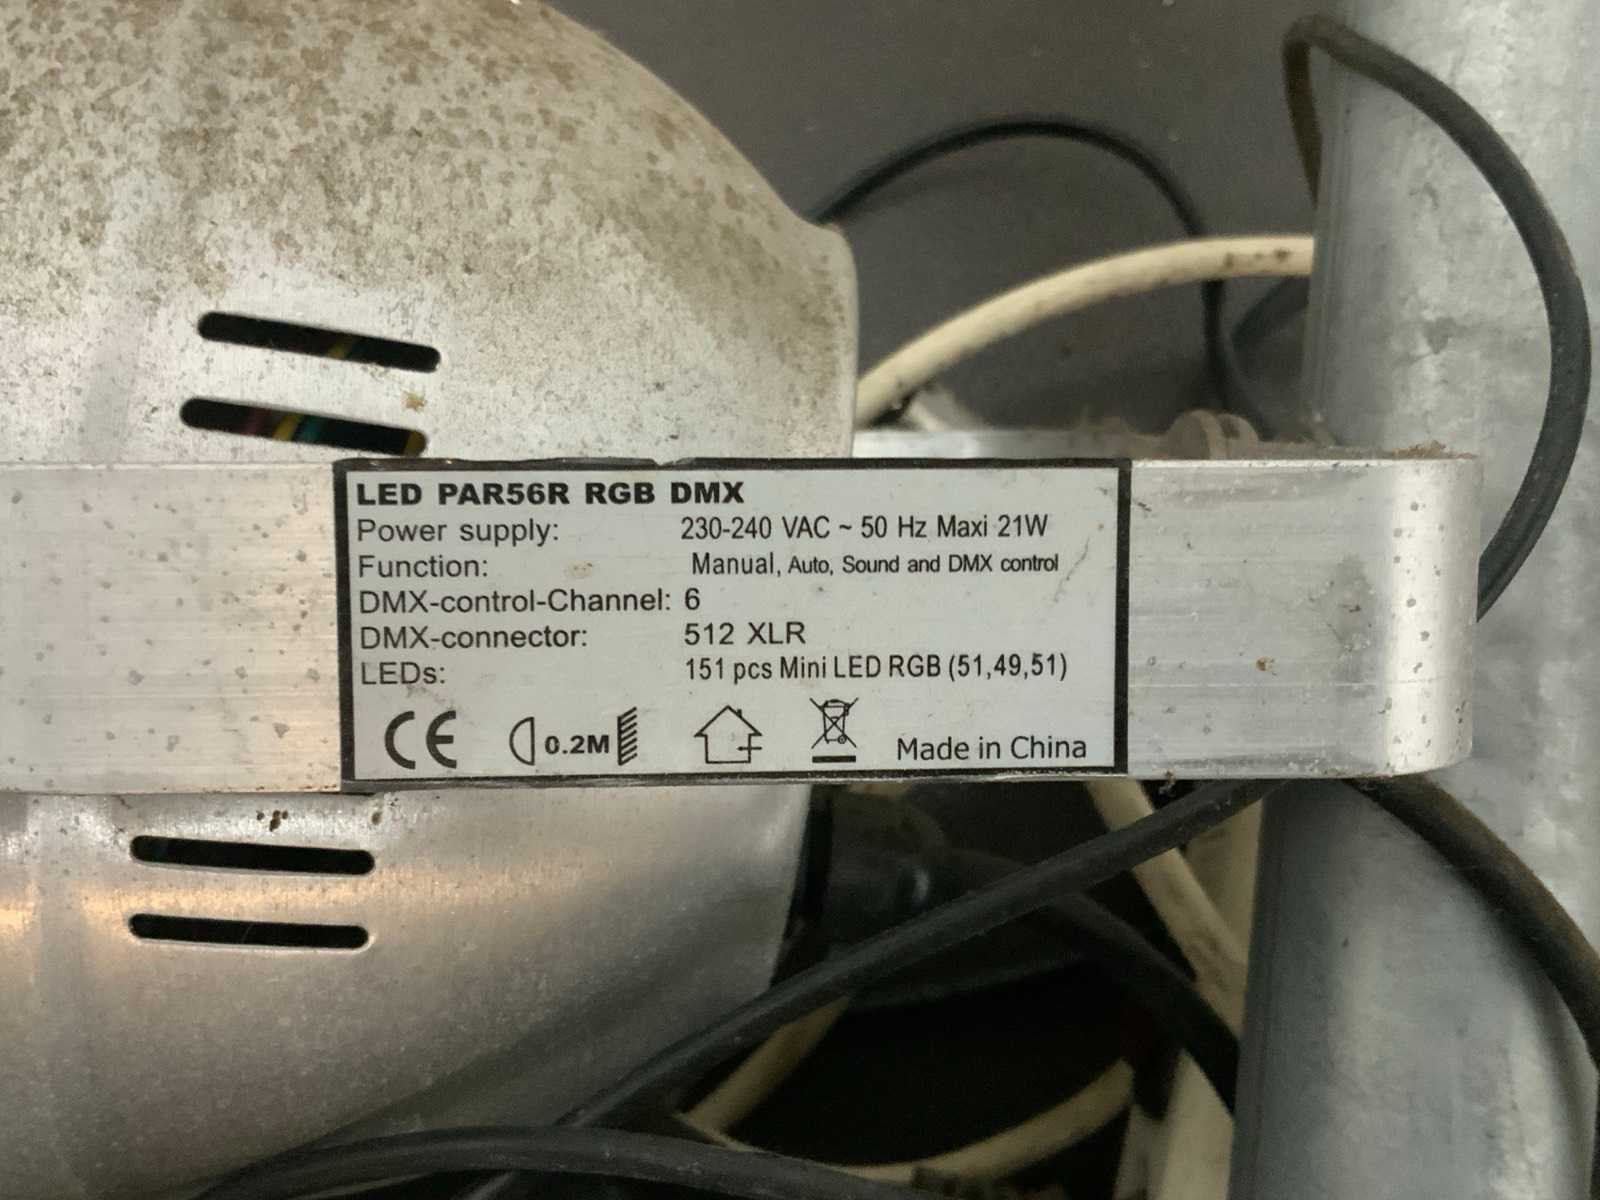 LED PAR56R RGB DMX
Power supply: 230-240 VAC ~ 50 Hz Maxi 21W
Function: Manual, Auto, Sound and DMX control
DMX-control-Channel: 6
DMX-connector: 512 XLR
LEDs: 151 pcs Mini LED RGB (51,49,51)
CE 0.2M Made in China